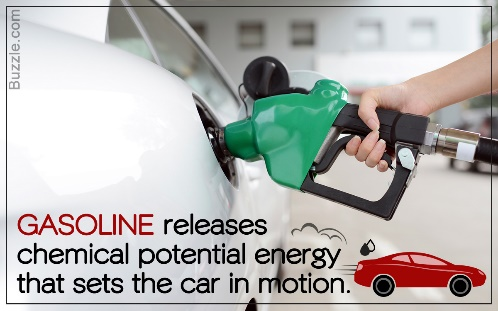 Buzzle.com
GASOLINE releases
chemical potential energy
that sets the car in motion.